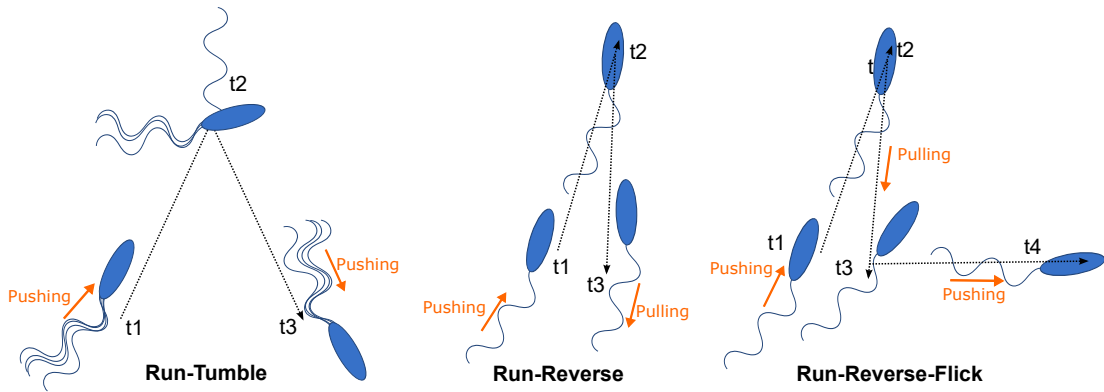 t2
Pushing
t1
Pushing
t3
Run-Tumble
t2
t1
Pushing
t3
Pulling
Run-Reverse
t
t2
Pulling
t1
Pushing
t3
t4
Pushing
Run-Reverse-Flick